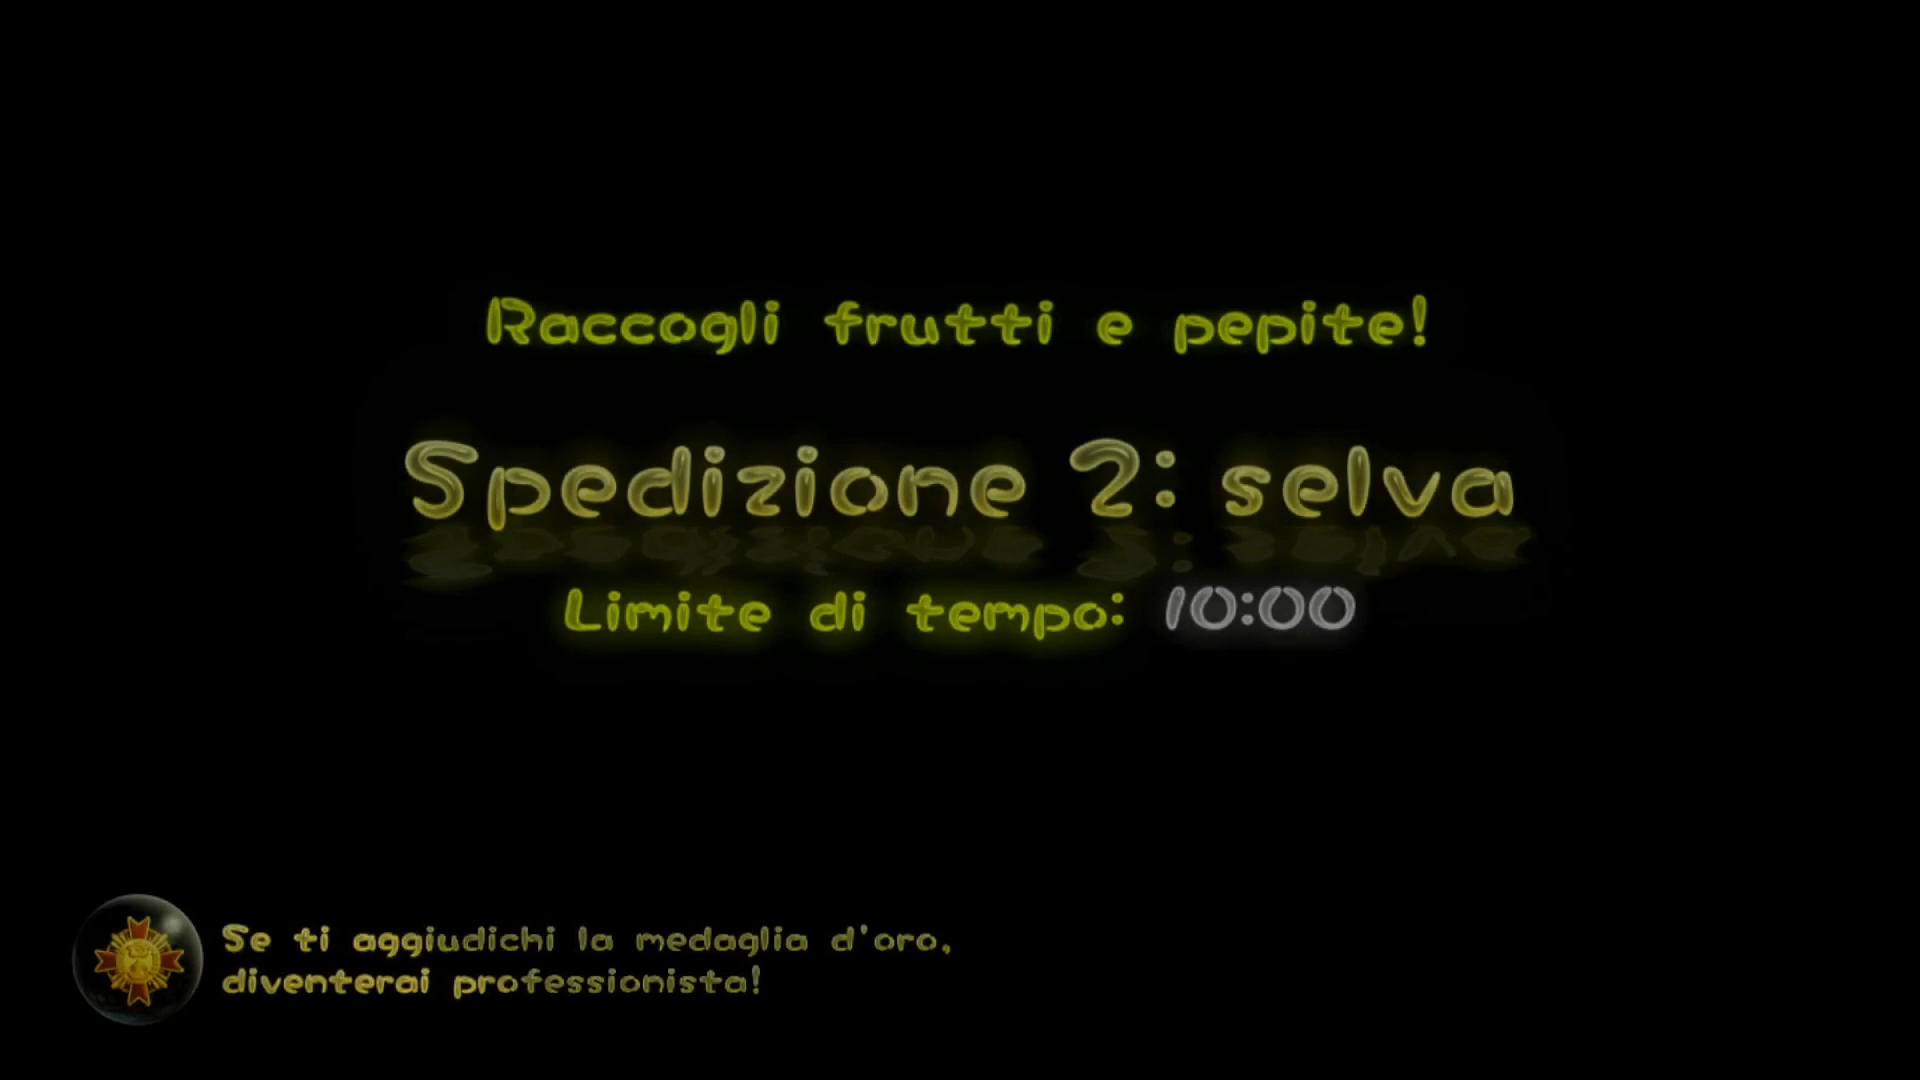 Raccogli frutti e pepite!
Spedizione 2: selva
Limite di tempo: 10:00
Se ti aggiudichi la medaglia d'oro,
diventerai professionista!